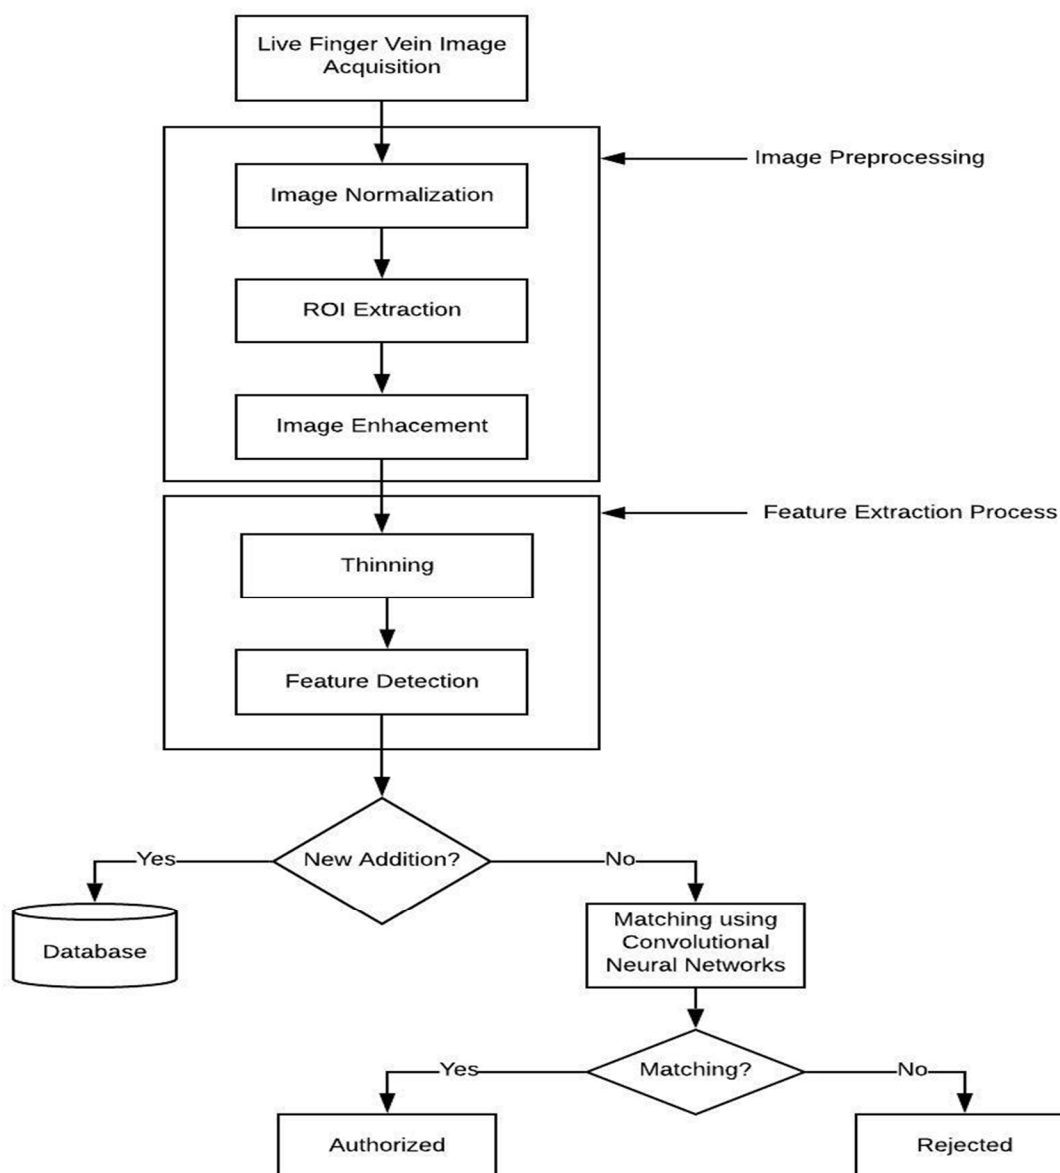 Live Finger Vein Image
Acquisition
Image Preprocessing
Image Normalization
ROI Extraction
Image Enhacement
Feature Extraction Process
Thinning
Feature Detection
Yes
New Addition?
No
Database
Matching using
Convolutional
Neural Networks
Yes
Matching?
No
Authorized
Rejected